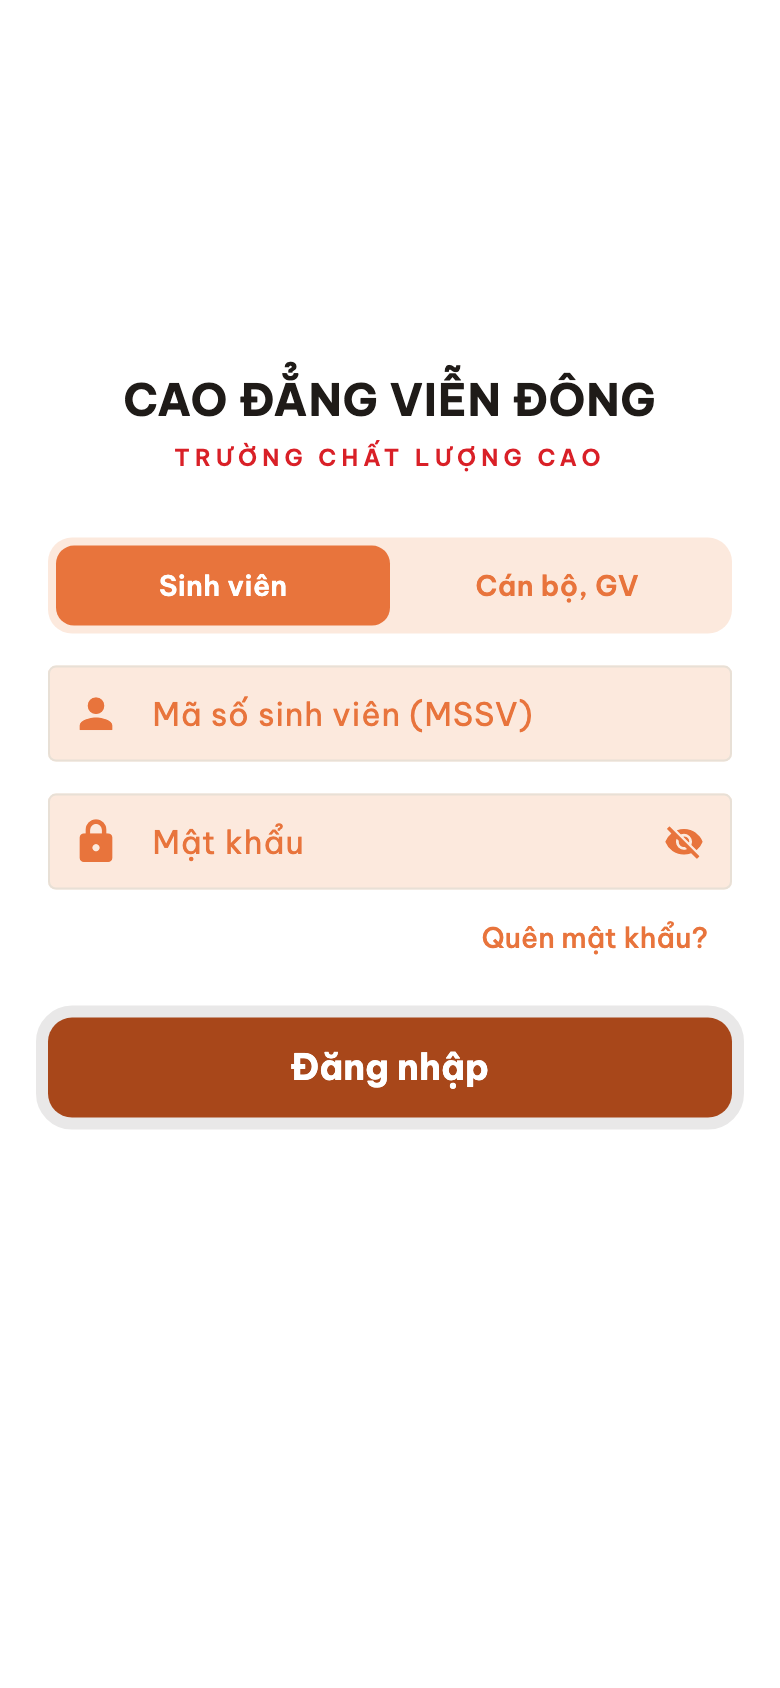 CAO ĐẲNG VIỄN ĐÔNG
TRƯỜNG CHẤT LƯỢNG CAO
Sinh viên
Cán bộ, GV
Mã số sinh viên (MSSV)
Mật khẩu
Quên mật khẩu?
Đăng nhập